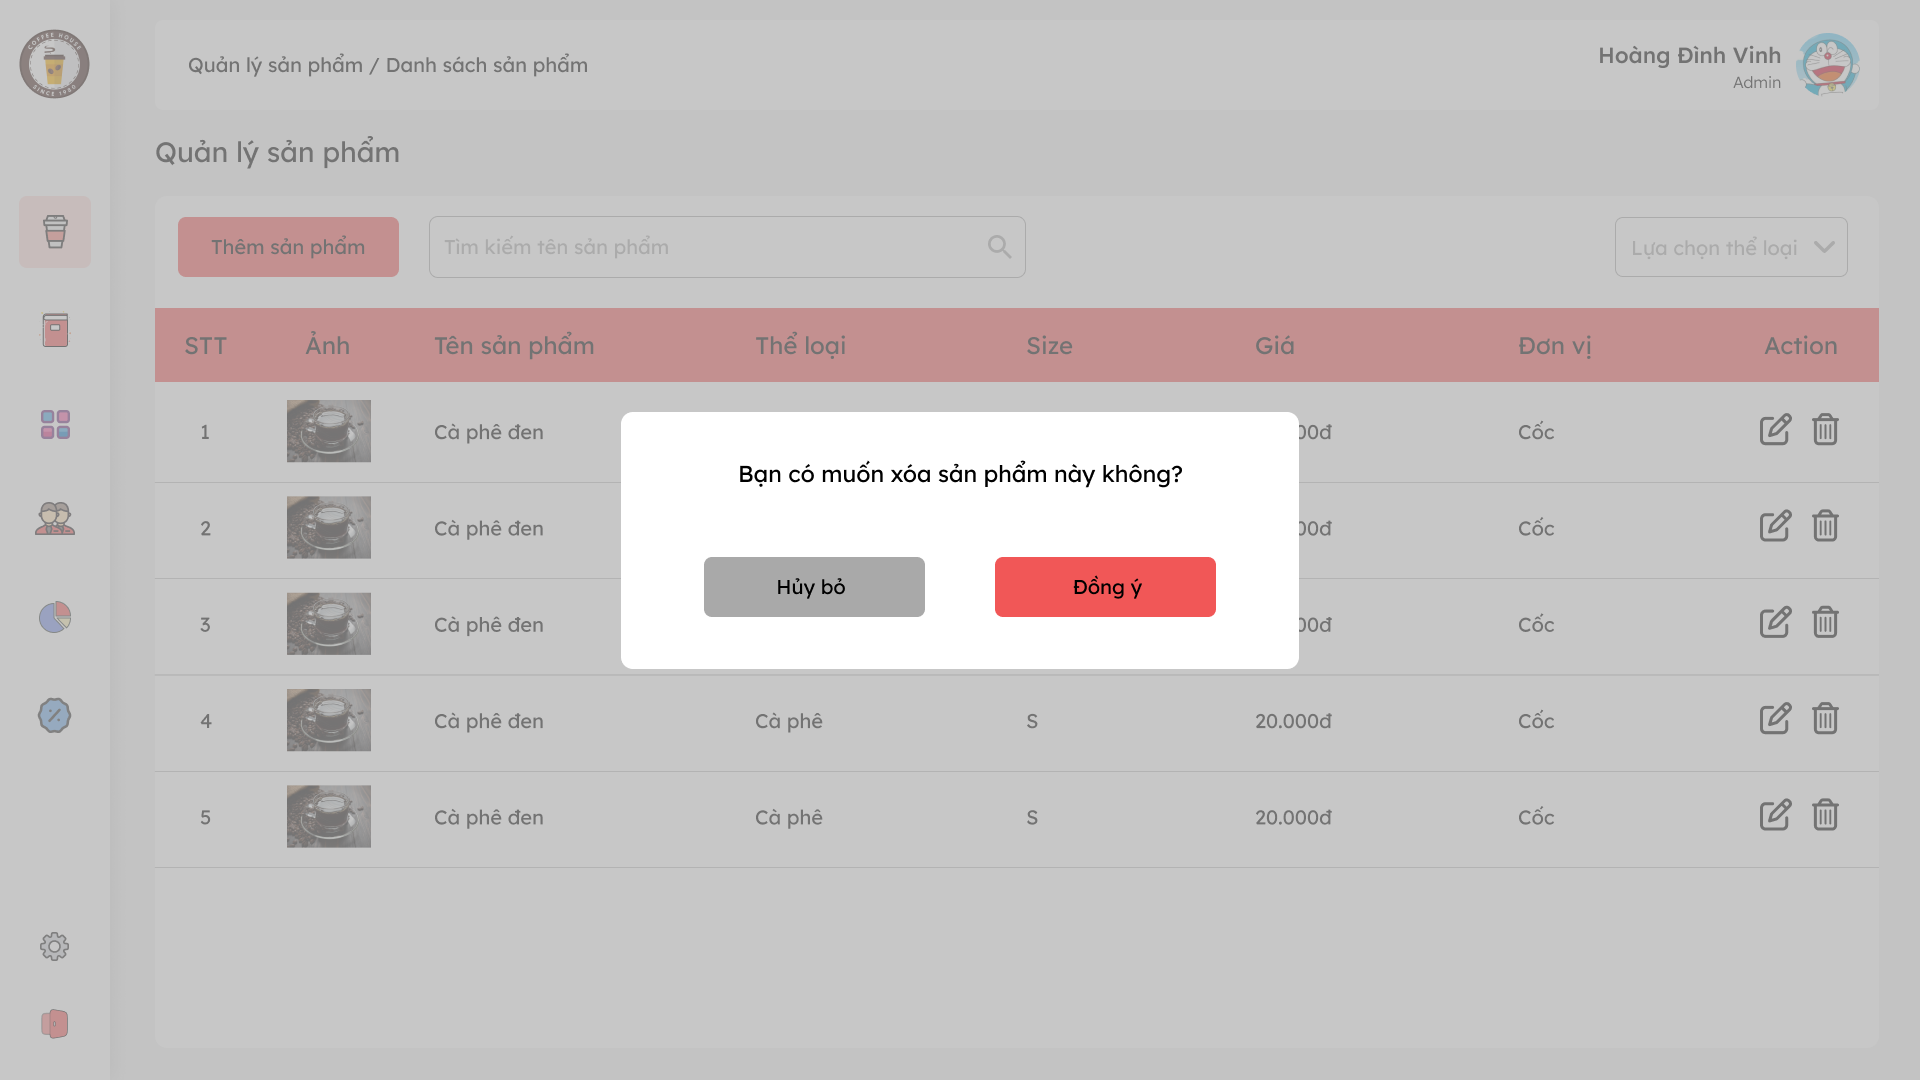 COFFEE HOUSE
SINCE 1980
Quản lý sản phẩm / Danh sách sản phẩm
Hoàng Đình Vinh
Admin
Quản lý sản phẩm
Thêm sản phẩm
Tìm kiếm tên sản phẩm
Lựa chọn thể loại
STT Ảnh Tên sản phẩm Thể loại Size Giá Đơn vị Action
1 Cà phê đen 00đ Cốc
2 Cà phê đen 00đ Cốc
3 Cà phê đen 00đ Cốc
4 Cà phê đen Cà phê S 20.000đ Cốc
5 Cà phê đen Cà phê S 20.000đ Cốc
Bạn có muốn xóa sản phẩm này không?
Hủy bỏ
Đồng ý